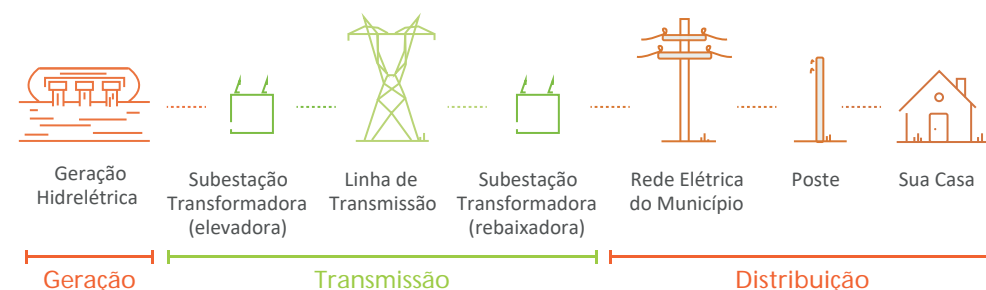 Geração
Hidrelétrica
Subestação
Transformadora
(elevadora)
Linha de
Transmissão
Subestação
Transformadora
(rebaixadora)
Rede Elétrica
do Município
Poste
Sua Casa
Geração
Transmissão
Distribuição